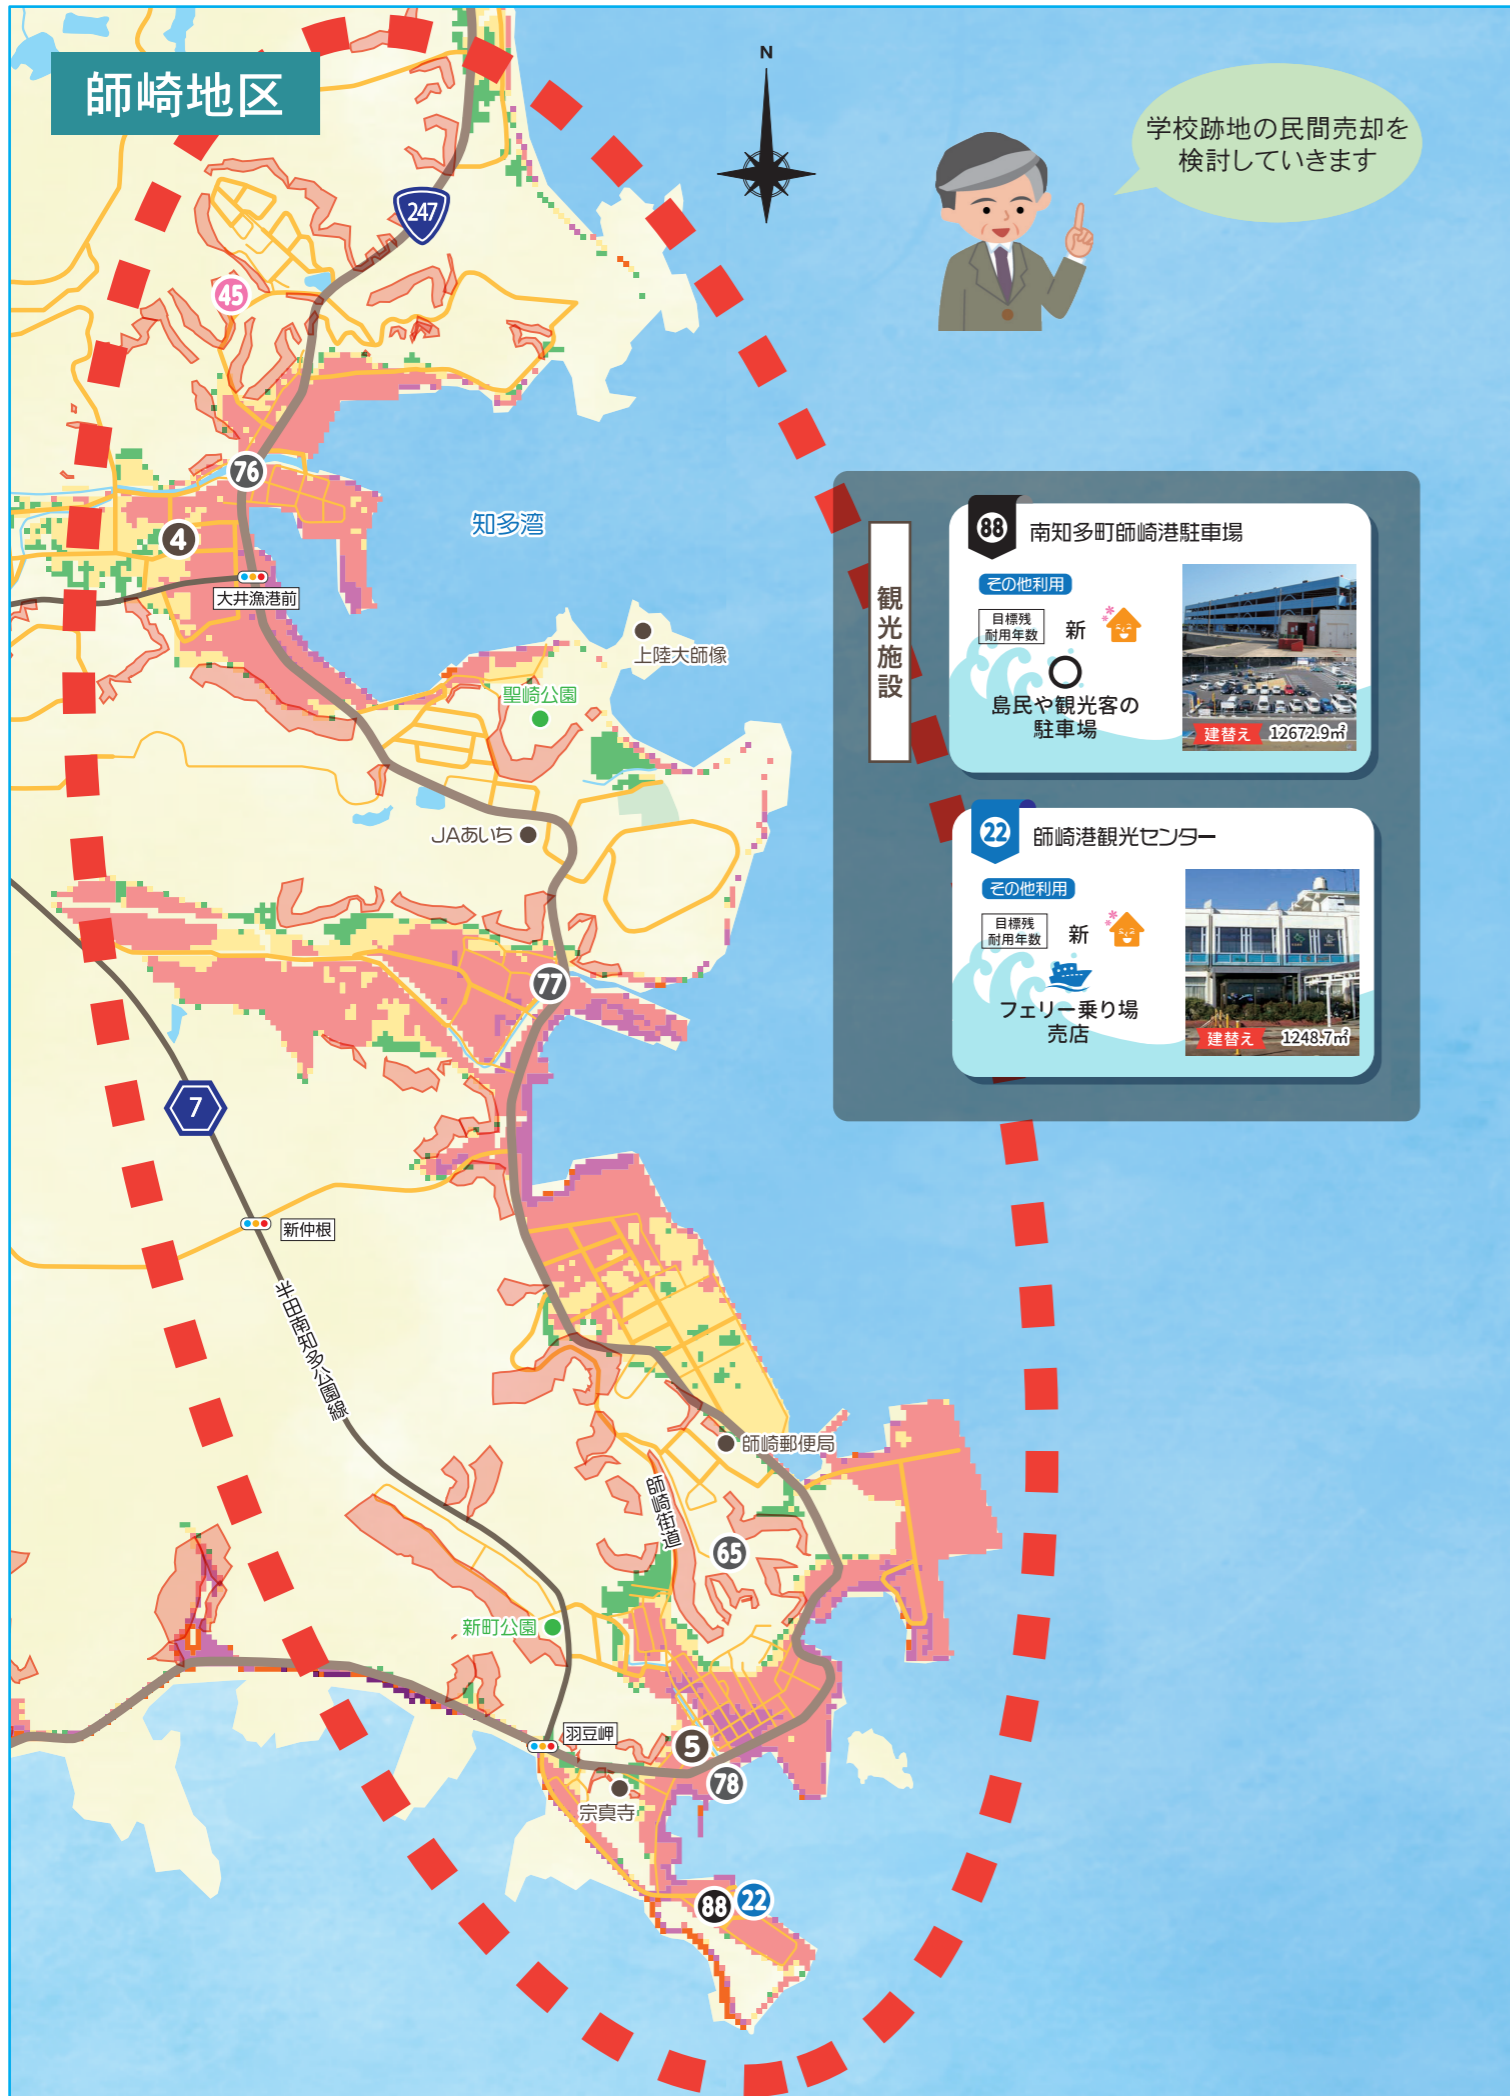 師崎地区
N
学校跡地の民間売却を
検討していきます
247
45
76
知多湾
4
大井漁港前
上陸大師像
聖崎公園
JAあいち
77
7
新仲根
半田南知多公園線
師崎郵便局
師崎街道
65
新町公園
羽豆岬
5
78
宗真寺
88
22
観光施設
88
南知多町師崎港駐車場
その他利用
目標残
耐用年数
新
島民や観光客の
駐車場
建替え 12672.9㎡
22
師崎港観光センター
その他利用
目標残
耐用年数
新
フェリー乗り場
売店
建替え 1248.7㎡